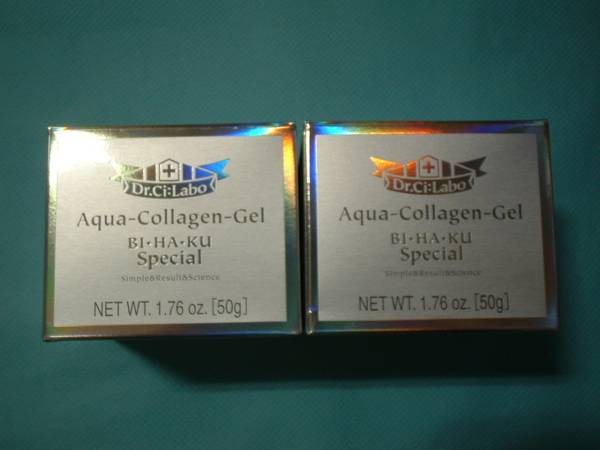 Dr.Ci:Labo
Aqua-Collagen-Gel
BI•HA•KU
Special
Simple&Result&Science
NET WT. 1.76 oz. [50g]
Dr.Ci:Labo
Aqua-Collagen-Gel
BI•HA•KU
Special
Simple&Result&Science
NET WT. 1.76 oz. [50g]